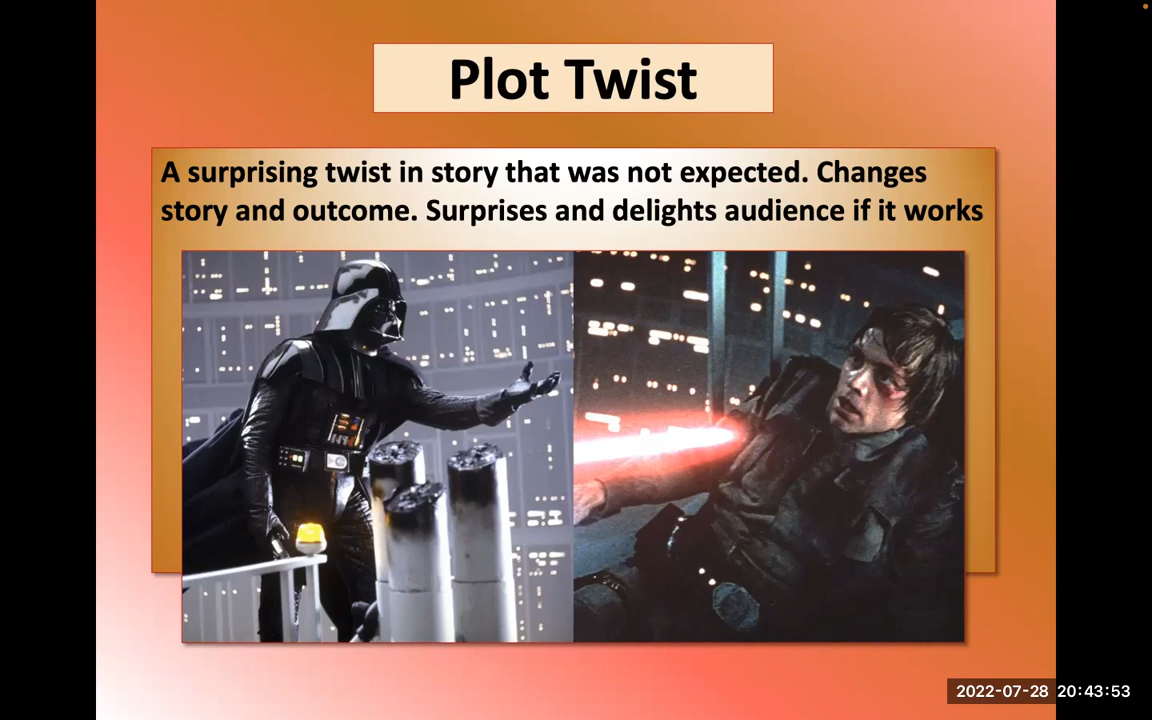 Plot Twist
A surprising twist in story that was not expected. Changes
story and outcome. Surprises and delights audience if it works
2022-07-28 20:43:53